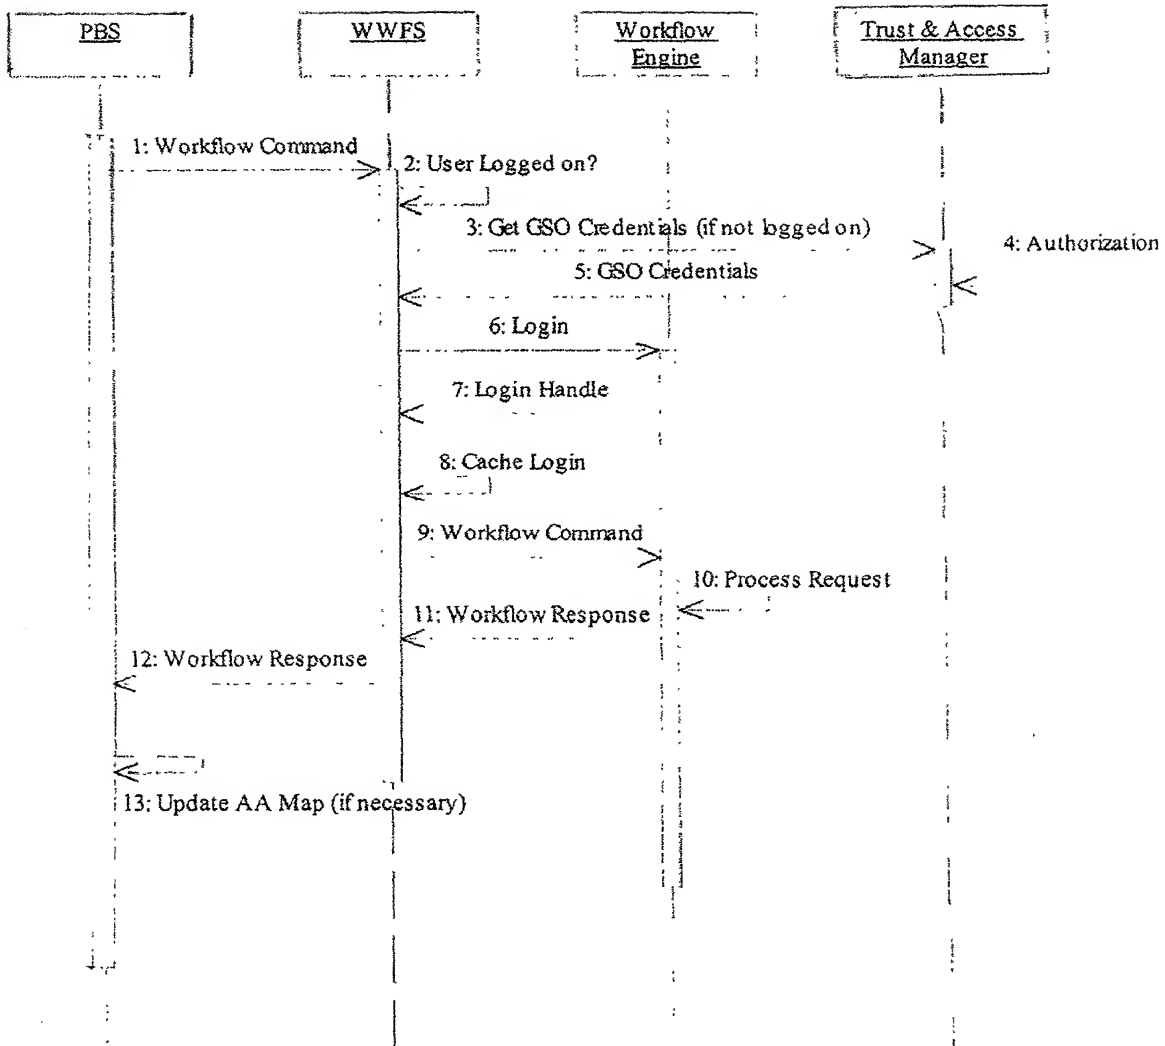 PBS
WWFS
Workflow
Engine
Trust & Access
Manager
1: Workflow Command
2: User Logged on?
3: Get GSO Credentials (if not logged on)
4: Authorization
5: GSO Credentials
6: Login
7: Login Handle
8: Cache Login
9: Workflow Command
10: Process Request
11: Workflow Response
12: Workflow Response
13: Update AA Map (if necessary)